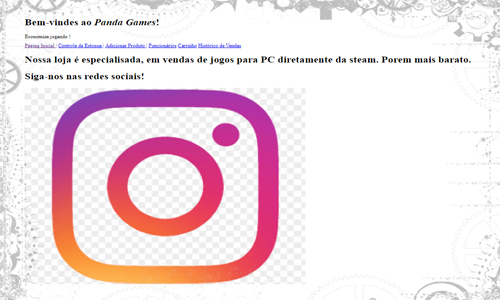 Bem-vindes ao Panda Games!
Economize jogando !
Página Inicial | Controle de Estoque | Adicionar Produto | Funcionários Carrinho Histórico de Vendas
Nossa loja é especialisada, em vendas de jogos para PC diretamente da steam. Porem mais barato.
Siga-nos nas redes sociais!